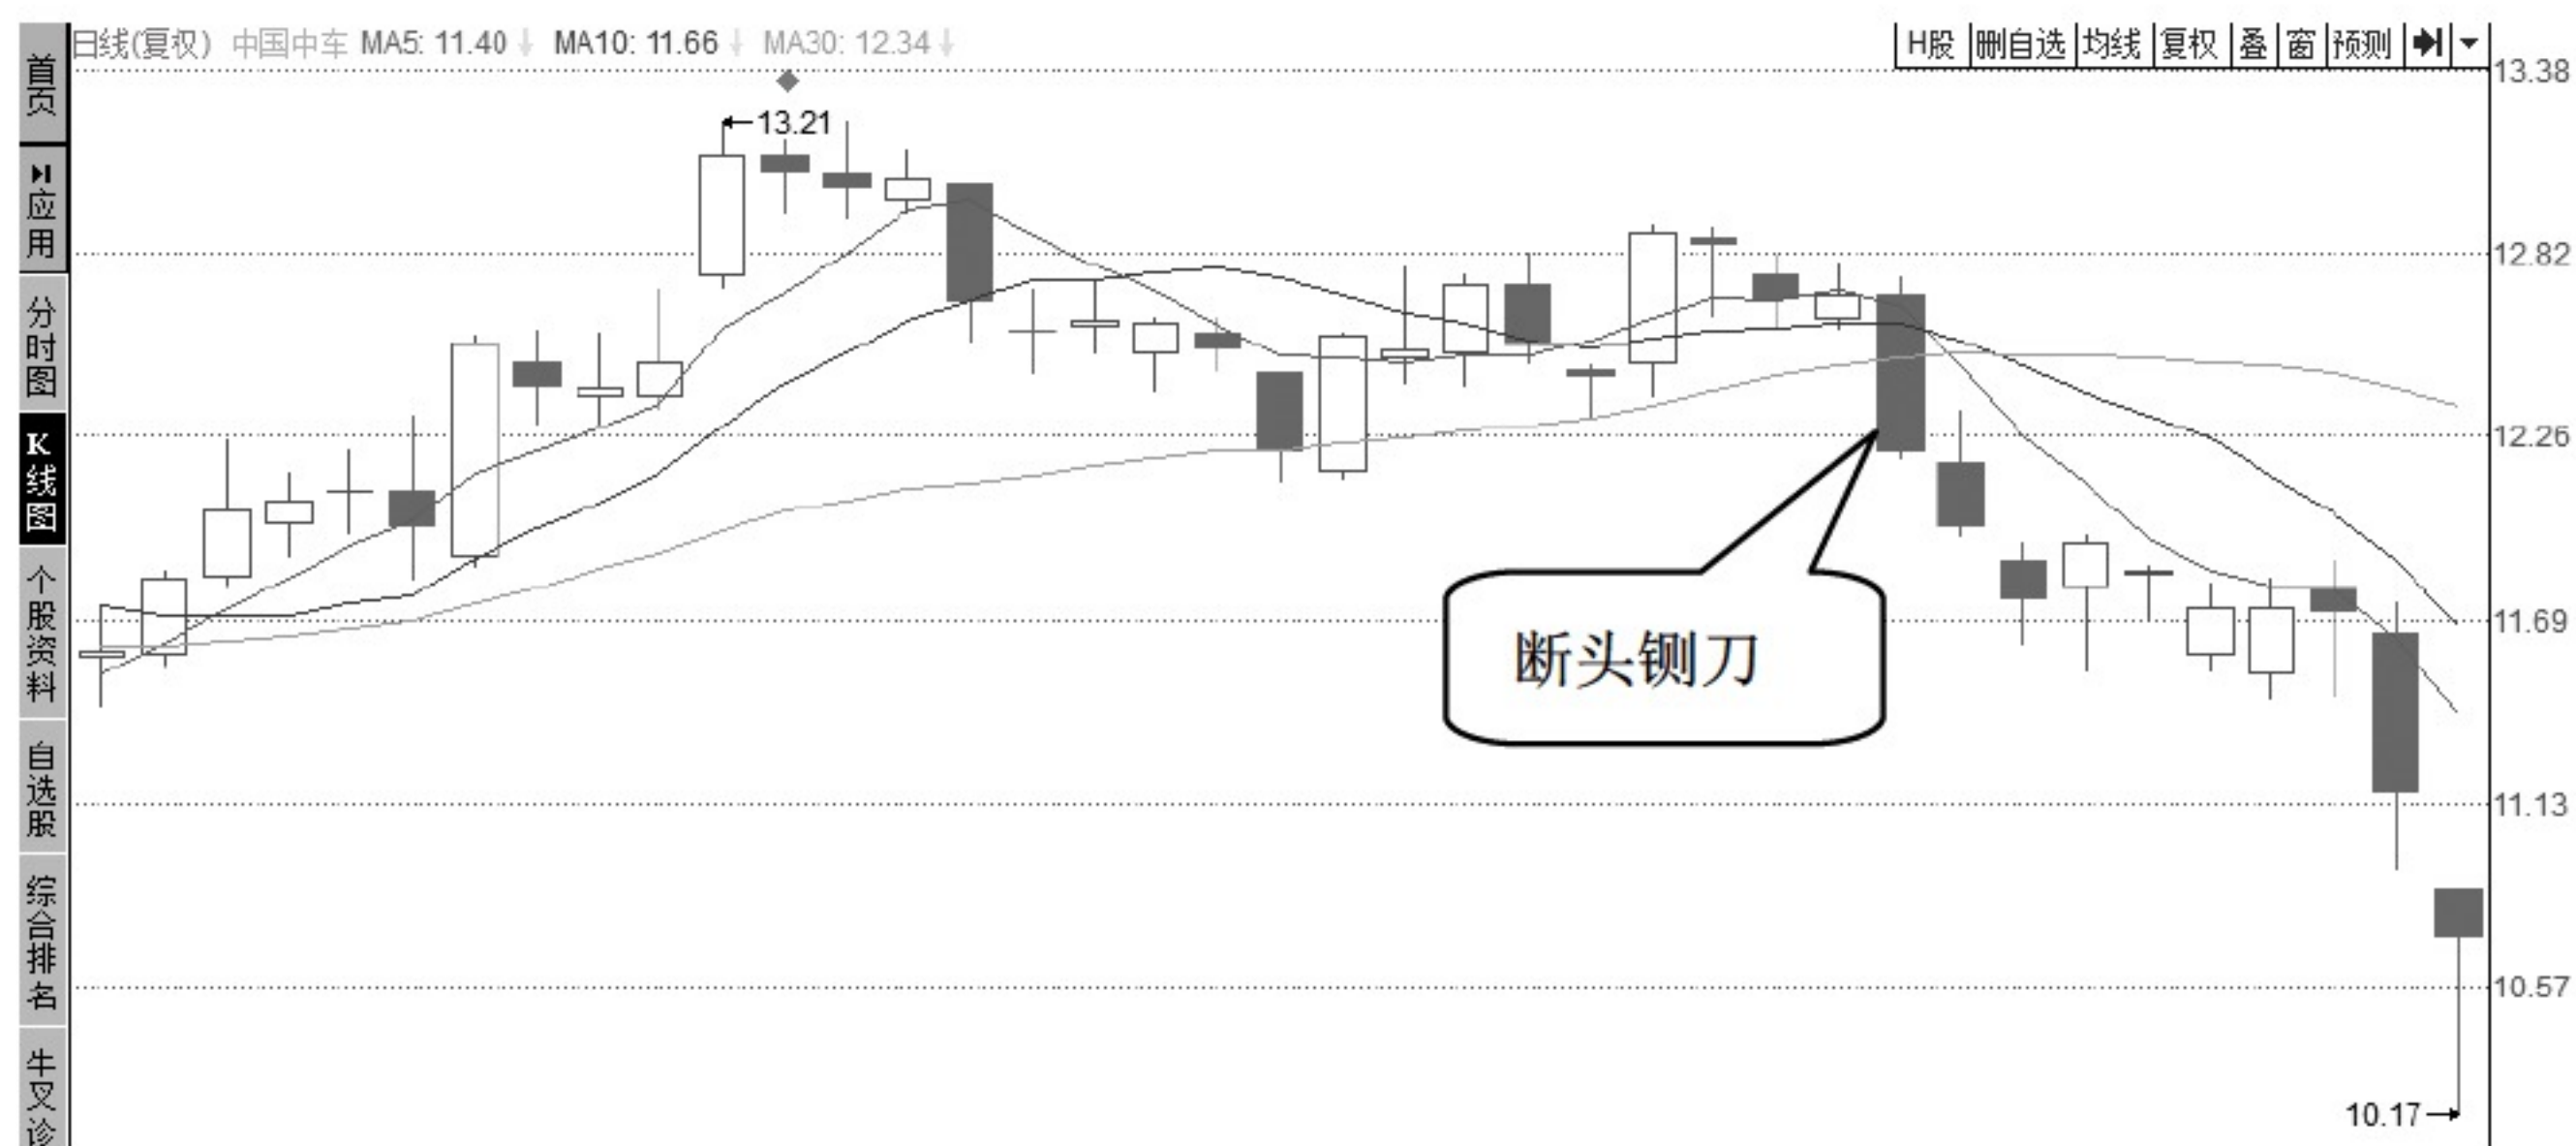 日线(复权) 中国中车 MA5: 11.40 ↓ MA10: 11.66 ↓ MA30: 12.34 ↓
H股 删自选 均线 复权 叠 窗 预测
首页
应用
分时图
K线图
个股资料
自选股
综合排名
牛叉诊
13.38
13.21
12.82
12.26
断头铡刀
11.69
11.13
10.57
10.17